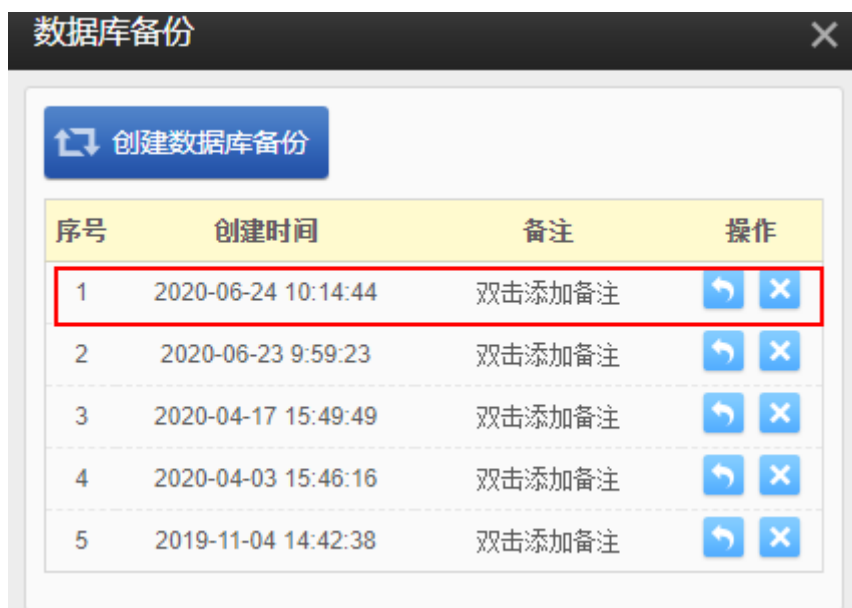 数据库备份
创建数据库备份
序号 创建时间 备注 操作
1 2020-06-24 10:14:44 双击添加备注
2 2020-06-23 9:59:23 双击添加备注
3 2020-04-17 15:49:49 双击添加备注
4 2020-04-03 15:46:16 双击添加备注
5 2019-11-04 14:42:38 双击添加备注